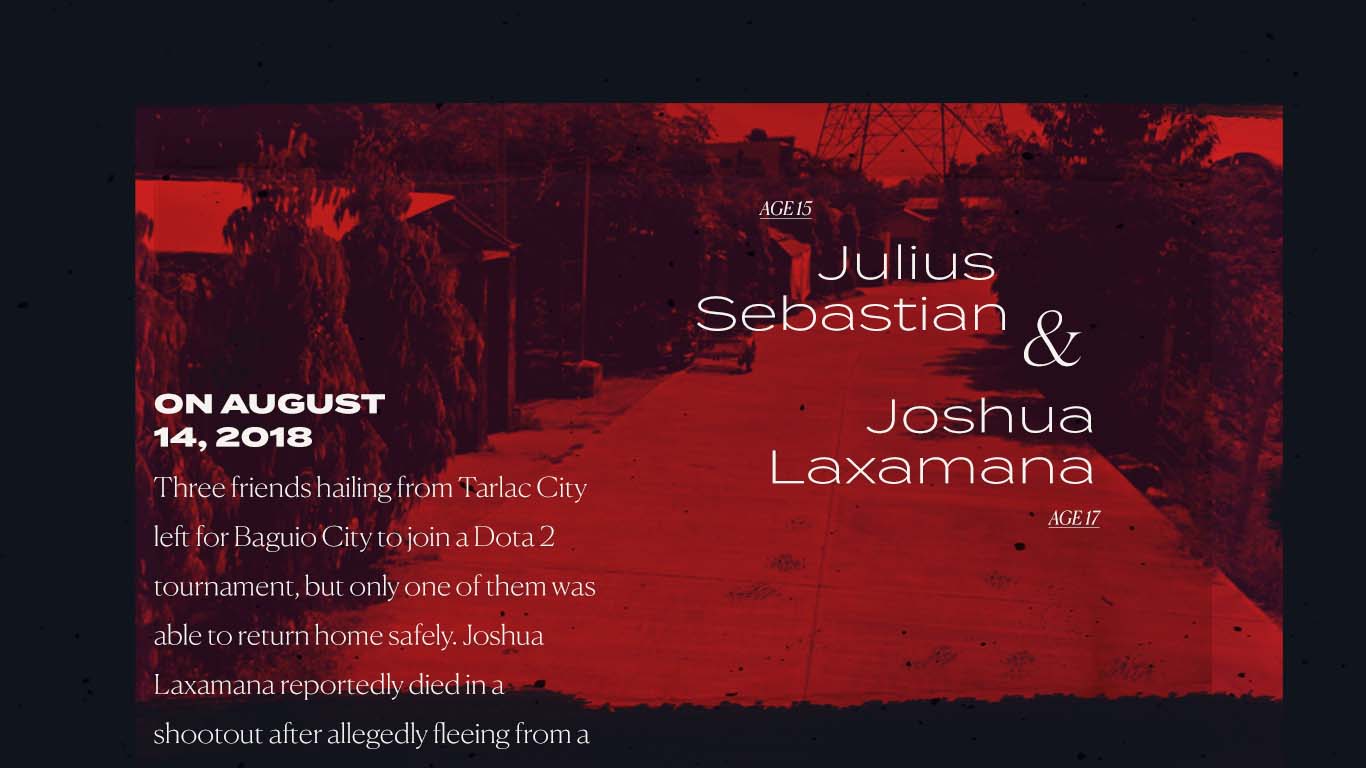 AGE 15
Julius
Sebastian
&
Joshua
Laxamana
AGE 17
ON AUGUST
14, 2018
Three friends hailing from Tarlac City
left for Baguio City to join a Dota 2
tournament, but only one of them was
able to return home safely. Joshua
Laxamana reportedly died in a
shootout after allegedly fleeing from a